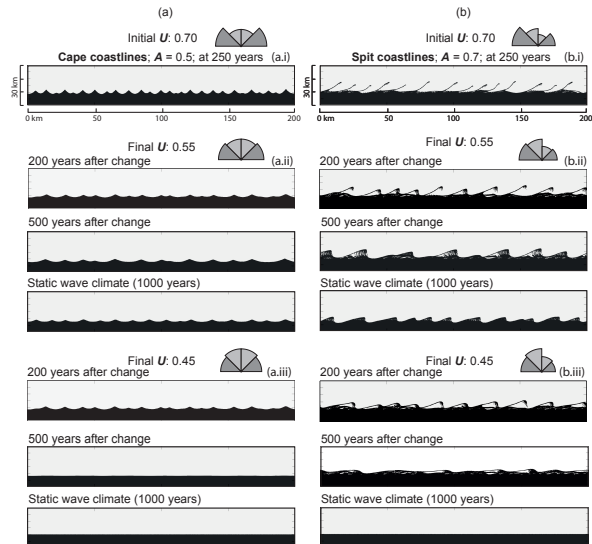 (a)
Initial U: 0.70
Cape coastlines; A = 0.5; at 250 years (a.i)
30 km
0 km 50 100 150 200
Final U: 0.55
200 years after change (a.ii)
500 years after change
Static wave climate (1000 years)
Final U: 0.45
200 years after change (a.iii)
500 years after change
Static wave climate (1000 years)
(b)
Initial U: 0.70
Spit coastlines; A = 0.7; at 250 years (b.i)
30 km
0 km 50 100 150 200
Final U: 0.55
200 years after change (b.ii)
500 years after change
Static wave climate (1000 years)
Final U: 0.45
200 years after change (b.iii)
500 years after change
Static wave climate (1000 years)